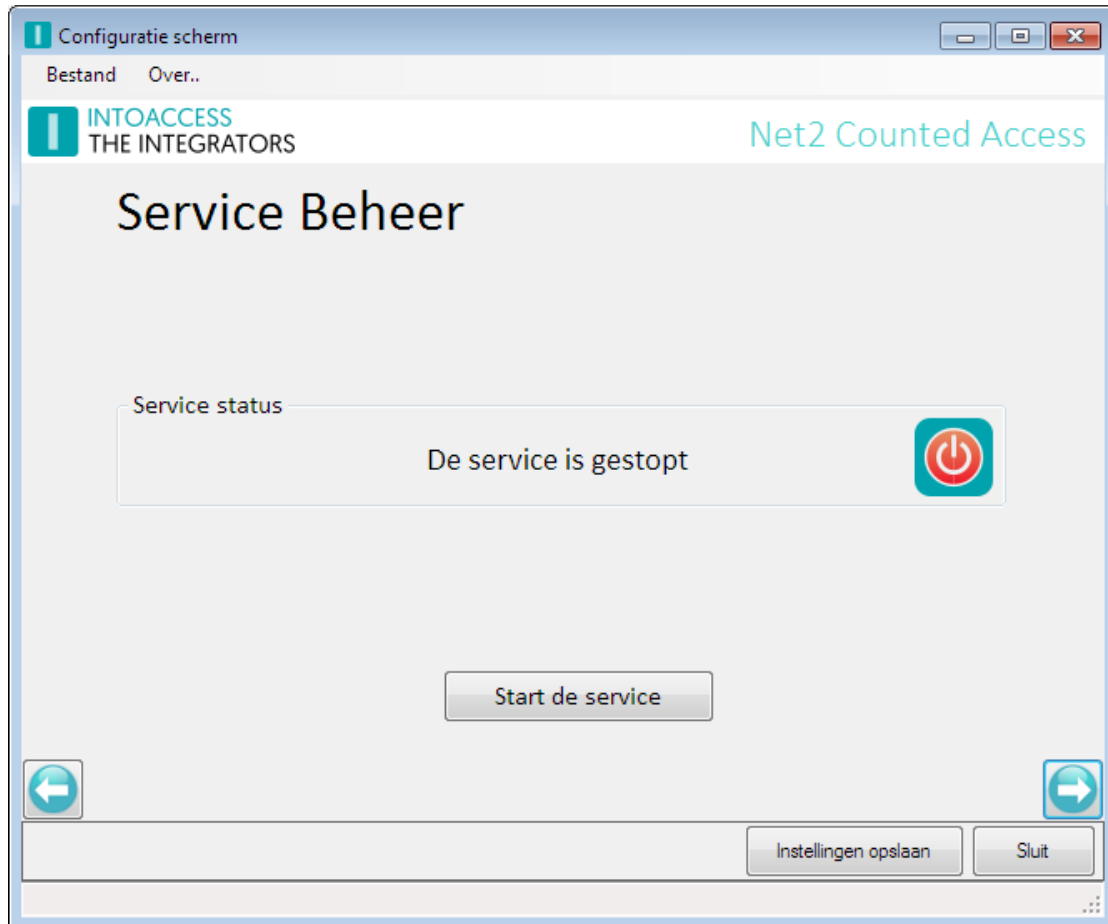 Configuratie scherm
Bestand Over..
INTOACCESS
THE INTEGRATORS
Net2 Counted Access
Service Beheer
Service status
De service is gestopt
Start de service
Instellingen opslaan Sluit